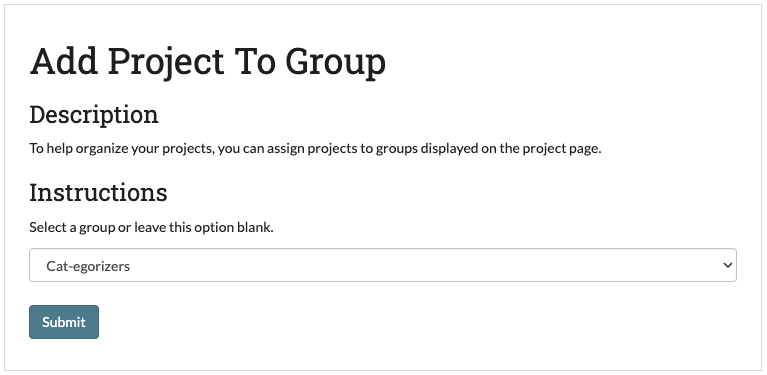 Add Project To Group
Description
To help organize your projects, you can assign projects to groups displayed on the project page.
Instructions
Select a group or leave this option blank.
Cat-egorizers
Submit